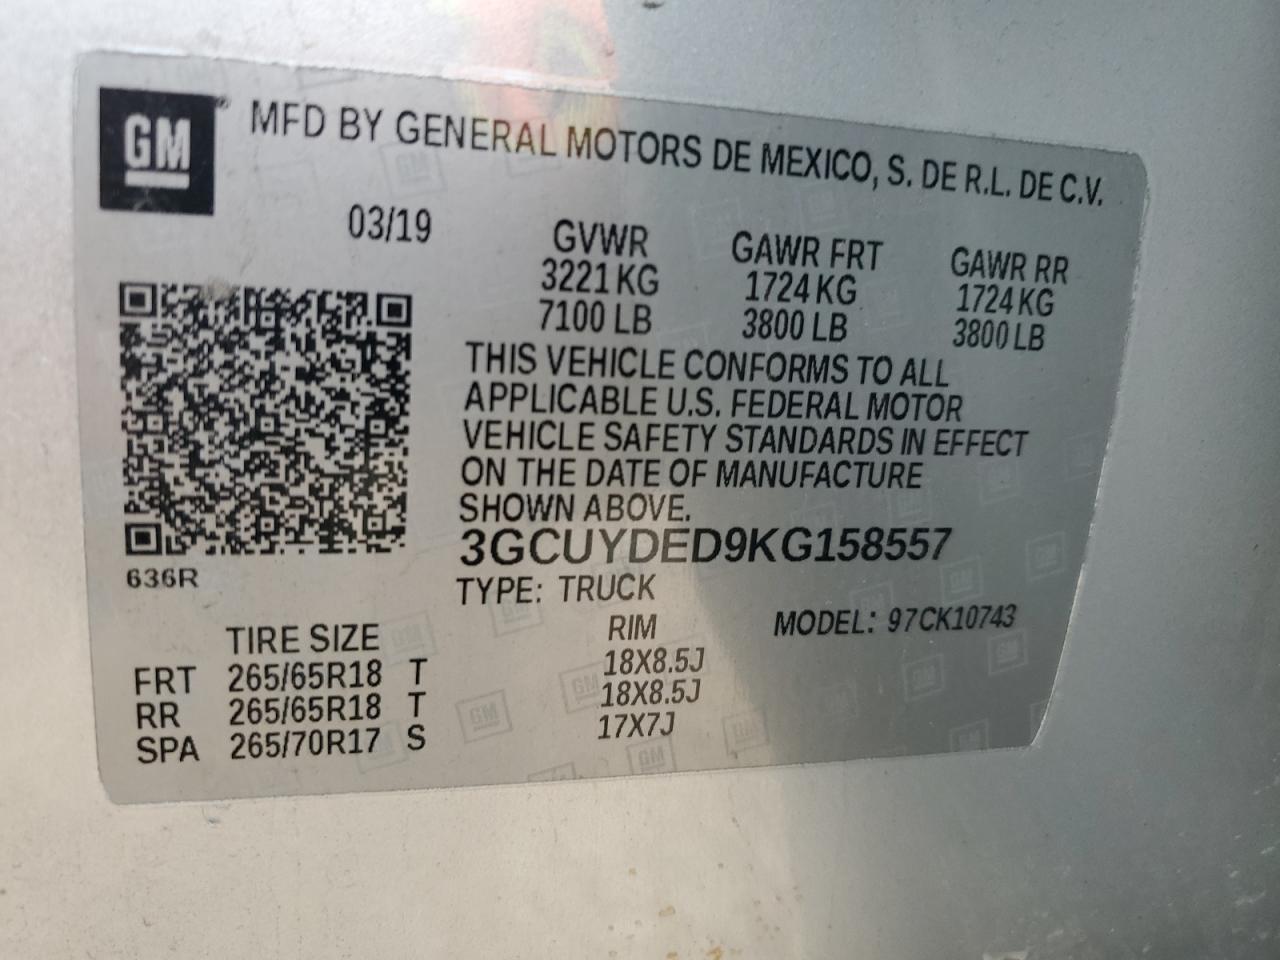 GM
MFD BY GENERAL MOTORS DE MEXICO, S. DE R.L. DE C.V.
03/19
GVWR GAWR FRT GAWR RR
3221 KG 1724 KG 1724 KG
7100 LB 3800 LB 3800 LB
THIS VEHICLE CONFORMS TO ALL
APPLICABLE U.S. FEDERAL MOTOR
VEHICLE SAFETY STANDARDS IN EFFECT
ON THE DATE OF MANUFACTURE
SHOWN ABOVE.
3GCUYDED9KG158557
636R
TYPE: TRUCK MODEL: 97CK10743
TIRE SIZE RIM
FRT 265/65R18 T 18X8.5J
RR 265/65R18 T 18X8.5J
SPA 265/70R17 S 17X7J